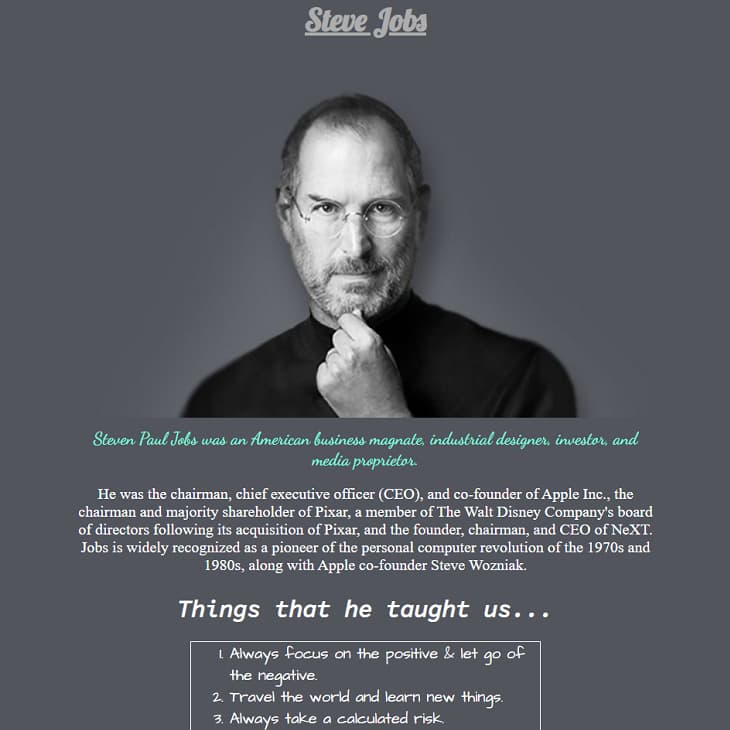 Steve Jobs
Steven Paul Jobs was an American business magnate, industrial designer, investor, and
media proprietor.
He was the chairman, chief executive officer (CEO), and co-founder of Apple Inc., the
chairman and majority shareholder of Pixar, a member of The Walt Disney Company's board
of directors following its acquisition of Pixar, and the founder, chairman, and CEO of NeXT.
Jobs is widely recognized as a pioneer of the personal computer revolution of the 1970s and
1980s, along with Apple co-founder Steve Wozniak.
Things that he taught us...
1. Always focus on the positive & let go of
the negative.
2. Travel the world and learn new things.
3. Always take a calculated risk.